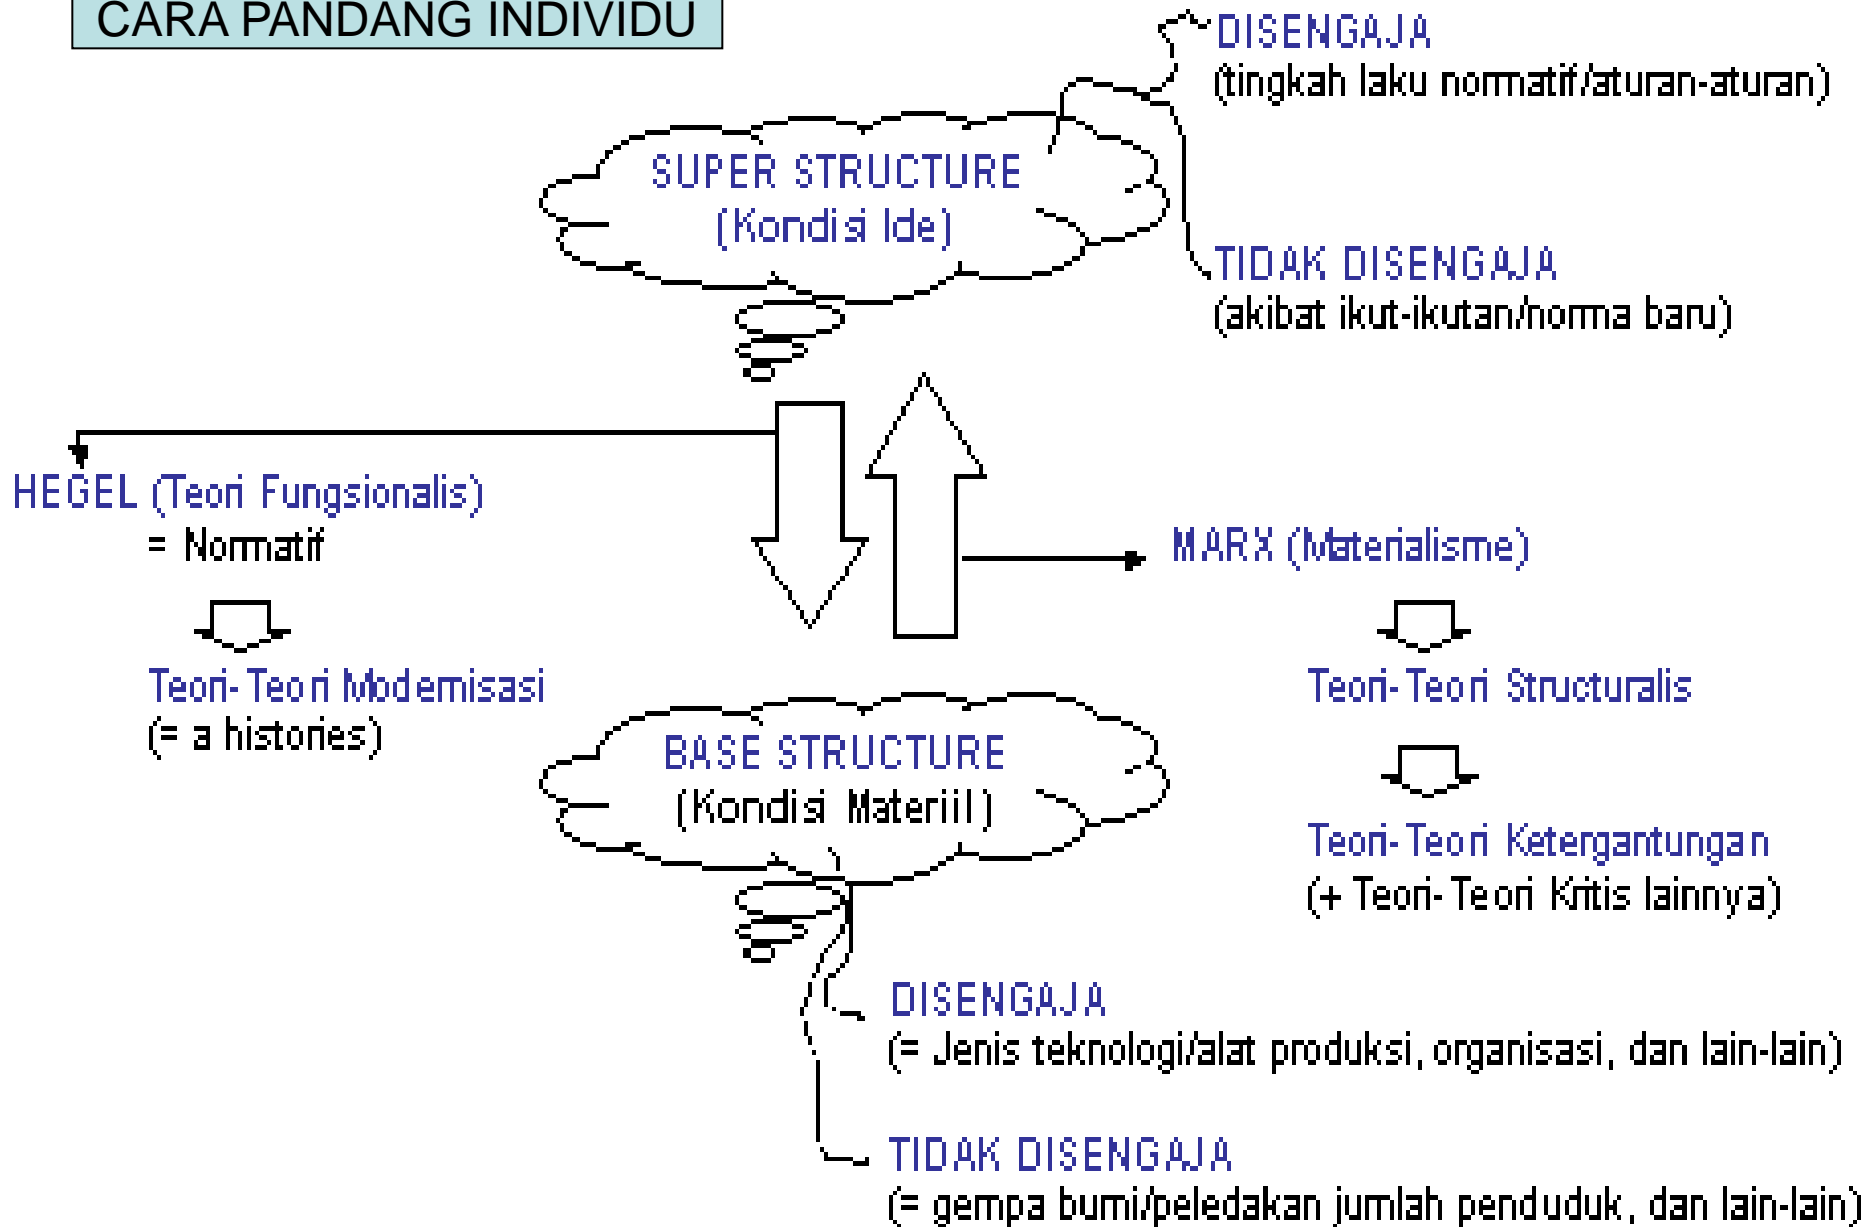 CARA PANDANG INDIVIDU
DISENGAJA
(tingkah laku normatif/aturan-aturan)
SUPER STRUCTURE
(Kondisi Ide)
TIDAK DISENGAJA
(akibat ikut-ikutan/norma baru)
HEGEL (Teori Fungsionalis)
= Normatif
MARX (Materialisme)
Teori-Teori Modernisasi
(= a histories)
Teori-Teori Structuralis
BASE STRUCTURE
(Kondisi Materiil)
Teori-Teori Ketergantungan
(+ Teori-Teori Kritis lainnya)
DISENGAJA
(= Jenis teknologi/alat produksi, organisasi, dan lain-lain)
TIDAK DISENGAJA
(= gempa bumi/peledakan jumlah penduduk, dan lain-lain)